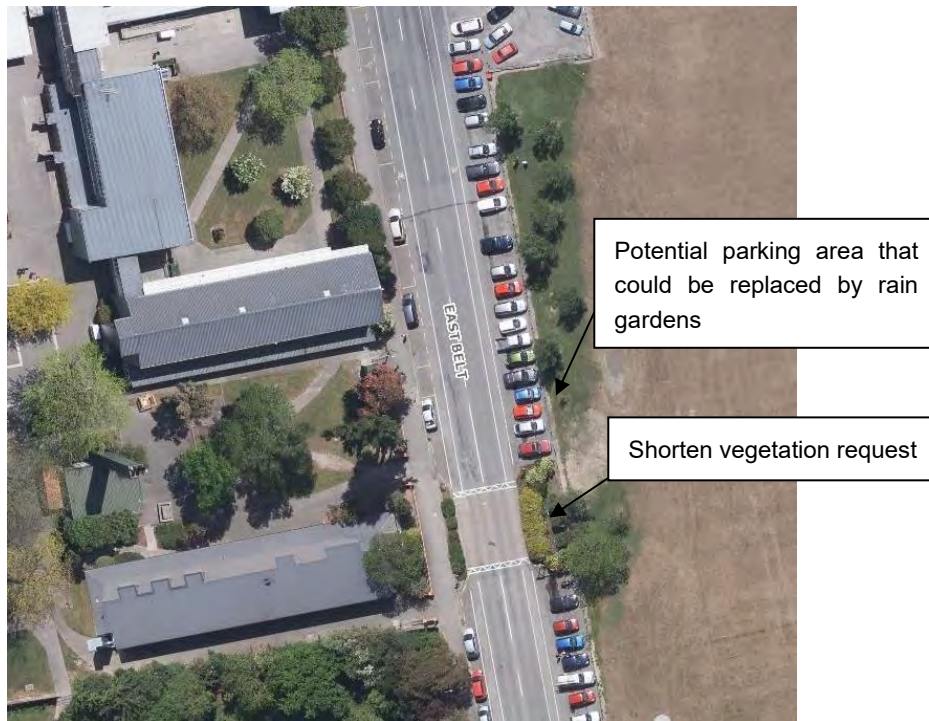 EAST BELT
Potential parking area that
could be replaced by rain
gardens
Shorten vegetation request